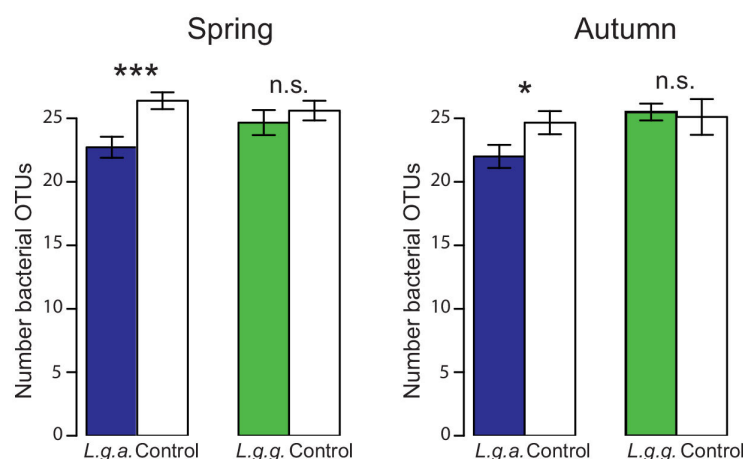 Spring
***
n.s.
Number bacterial OTUs
25
20
15
10
5
0
L.g.a. Control
L.g.g. Control
Autumn
*
n.s.
Number bacterial OTUs
25
20
15
10
5
0
L.g.a. Control
L.g.g. Control